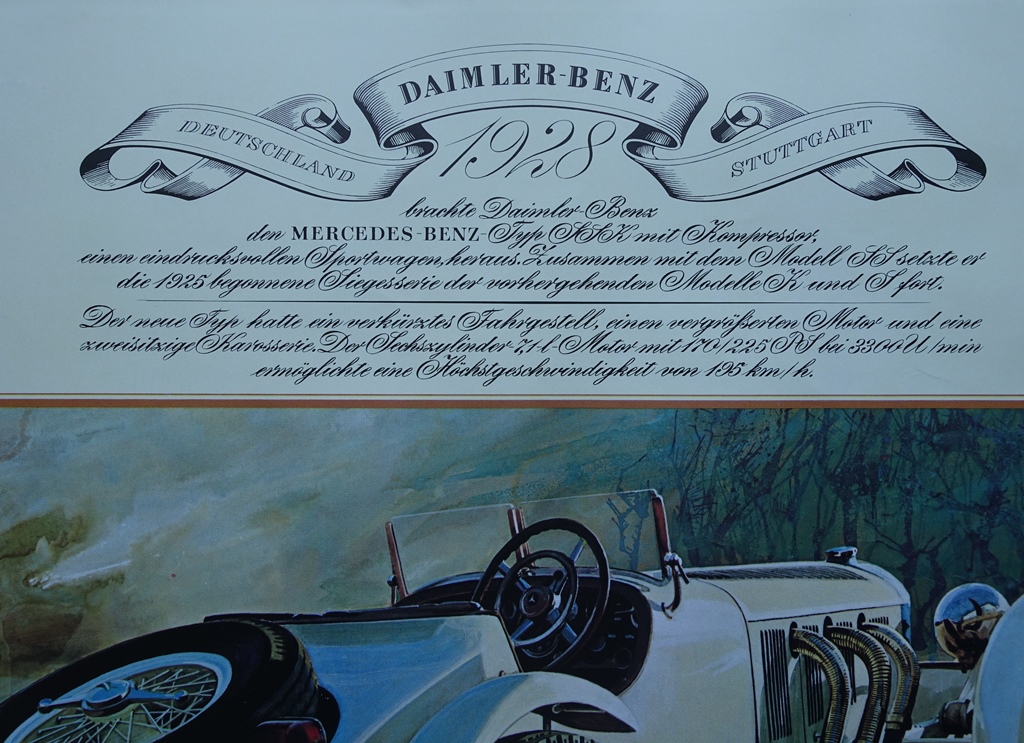 DAIMLER-BENZ
DEUTSCHLAND
1928
STUTTGART
brachte Daimler-Benz
den MERCEDES-BENZ-Typ SSK mit Kompressor,
einen eindrucksvollen Sportwagen, heraus. Zusammen mit dem Modell SS setzte er
die 1925 begonnene Siegesserie der vorhergehenden Modelle K und S fort.
Der neue Typ hatte ein verkürztes Fahrgestell, einen vergrößerten Motor und eine
zweisitzige Karosserie. Der Sechszylinder 7,1-l-Motor mit 170/225 PS bei 3300 U/min
ermöglichte eine Höchstgeschwindigkeit von 195 km/h.